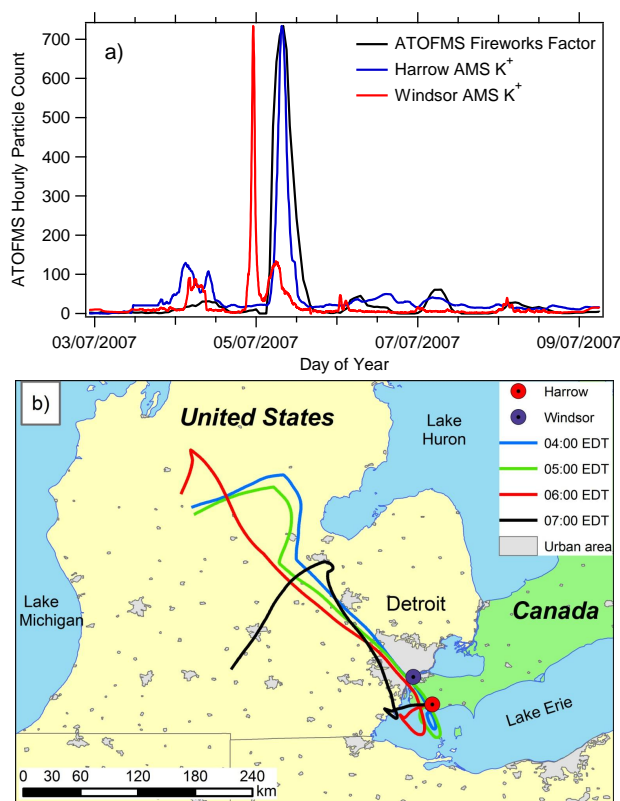 a)
ATOFMS Fireworks Factor
Harrow AMS K+
Windsor AMS K+
ATOFMS Hourly Particle Count
700
600
500
400
300
200
100
0
03/07/2007 05/07/2007 07/07/2007 09/07/2007
Day of Year
b)
United States
Lake
Huron
Harrow
Windsor
04:00 EDT
05:00 EDT
06:00 EDT
07:00 EDT
Urban area
Lake
Michigan
Detroit
Canada
Lake Erie
0 30 60 120 180 240
km